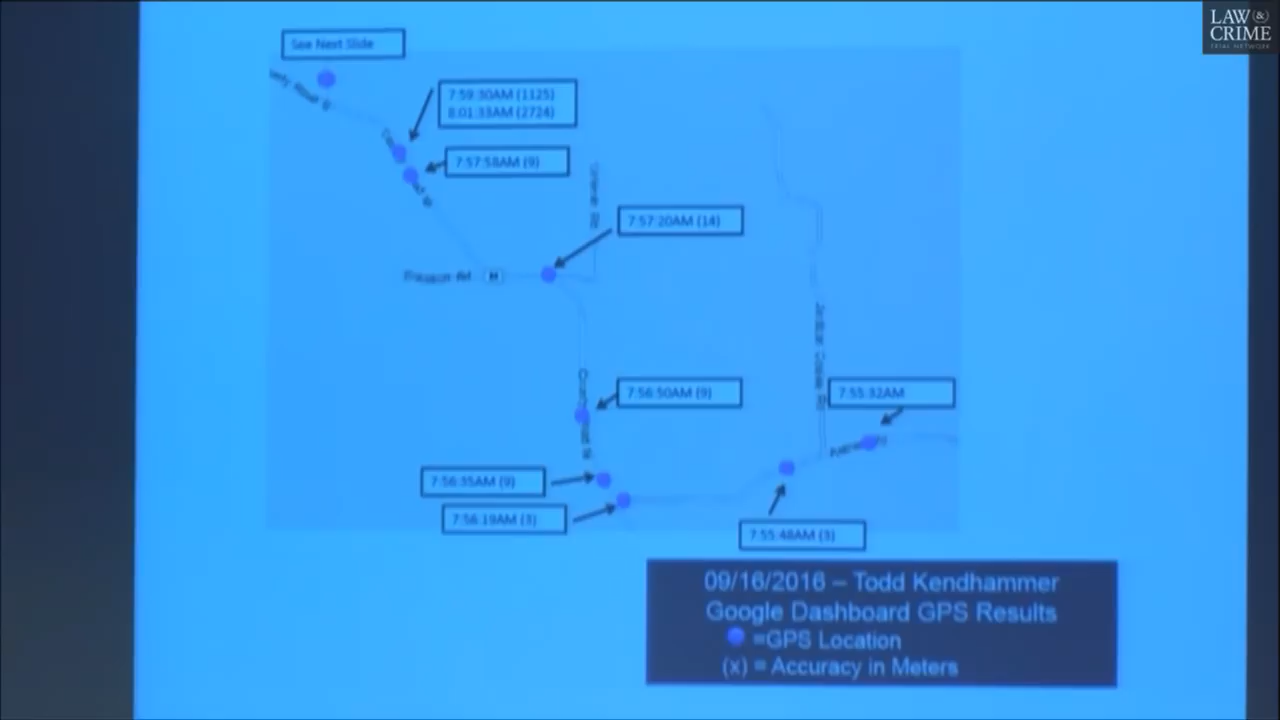 LAW &
CRIME
TRIAL NETWORK
See Next Slide
7:59:30AM (1125)
8:01:33AM (2724)
7:57:58AM (9)
7:57:20AM (14)
H
7:56:50AM (9)
7:55:32AM
7:56:35AM (9)
7:56:19AM (3)
7:55:48AM (3)
09/16/2016 – Todd Kendhammer
Google Dashboard GPS Results
=GPS Location
(x) = Accuracy in Meters